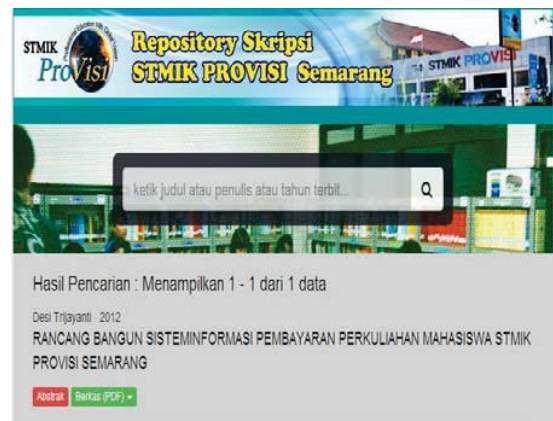 STMIK
ProVisi
Repository Skripsi
STMIK PROVISI Semarang
STMIK PROVISI
ketik judul atau penulis atau tahun terbit...
Hasil Pencarian : Menampilkan 1 - 1 dari 1 data
Desi Trijayanti - 2012
RANCANG BANGUN SISTEMINFORMASI PEMBAYARAN PERKULIAHAN MAHASISWA STMIK
PROVISI SEMARANG
Abstrak
Berkas (PDF)